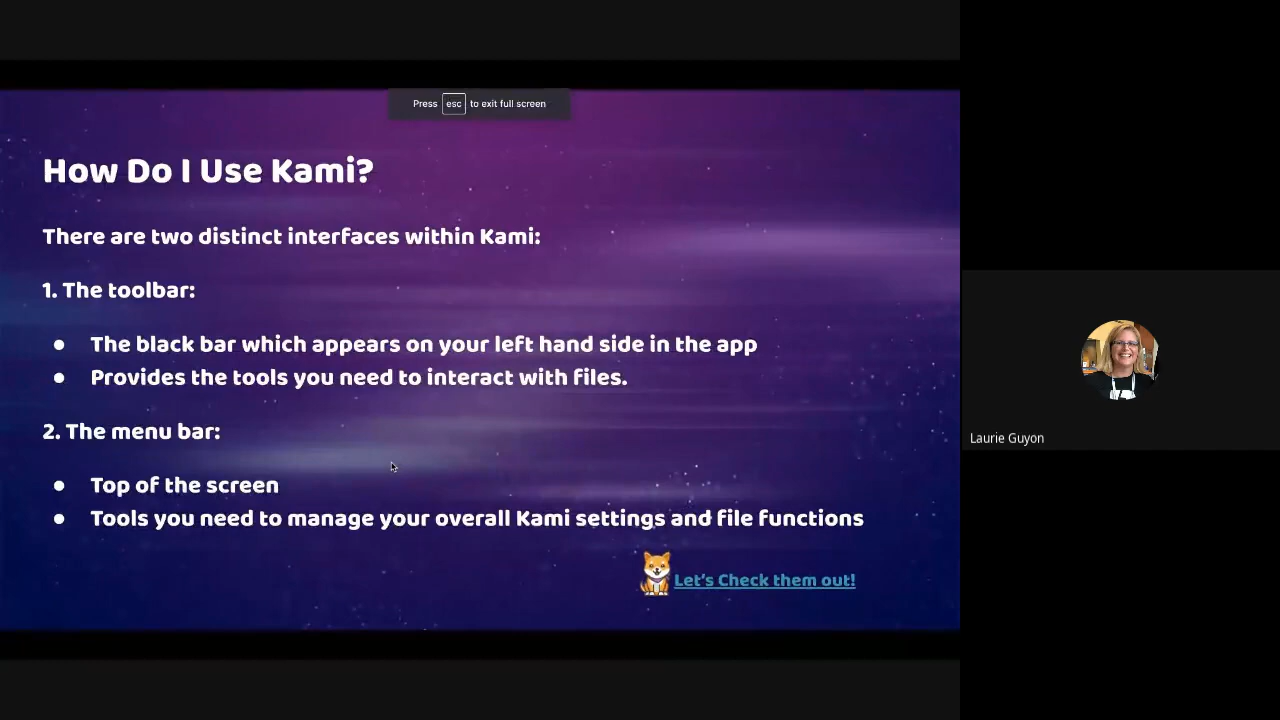 Press esc to exit full screen
How Do I Use Kami?
There are two distinct interfaces within Kami:
1. The toolbar:
● The black bar which appears on your left hand side in the app
● Provides the tools you need to interact with files.
2. The menu bar:
● Top of the screen
● Tools you need to manage your overall Kami settings and file functions
Let's Check them out!
Laurie Guyon